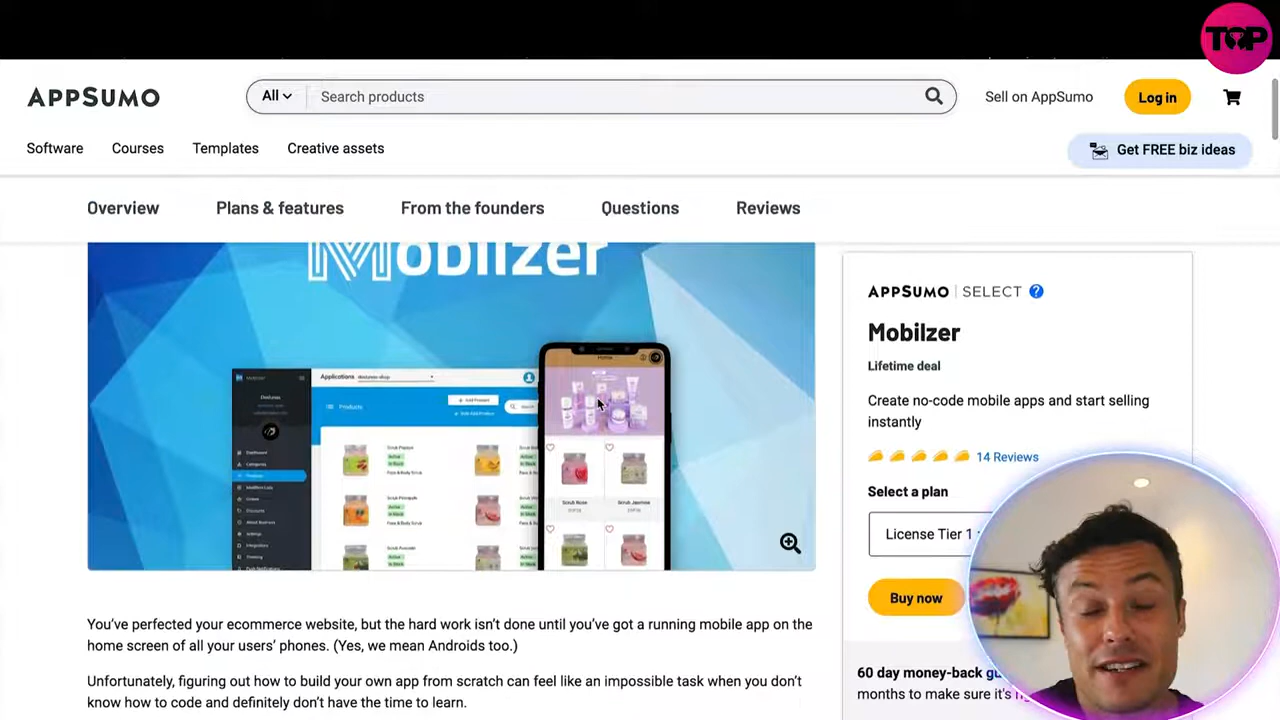 TOP
APPSUMO
All
Search products
Sell on AppSumo
Log in
Software
Courses
Templates
Creative assets
Get FREE biz ideas
Overview
Plans & features
From the founders
Questions
Reviews
Mobilzer
Applications
Products
APPSUMO | SELECT ?
Mobilzer
Lifetime deal
Create no-code mobile apps and start selling
instantly
14 Reviews
Select a plan
License Tier 1
Buy now
60 day money-back
months to make sure it's
You've perfected your ecommerce website, but the hard work isn't done until you've got a running mobile app on the
home screen of all your users' phones. (Yes, we mean Androids too.)
Unfortunately, figuring out how to build your own app from scratch can feel like an impossible task when you don't
know how to code and definitely don't have the time to learn.